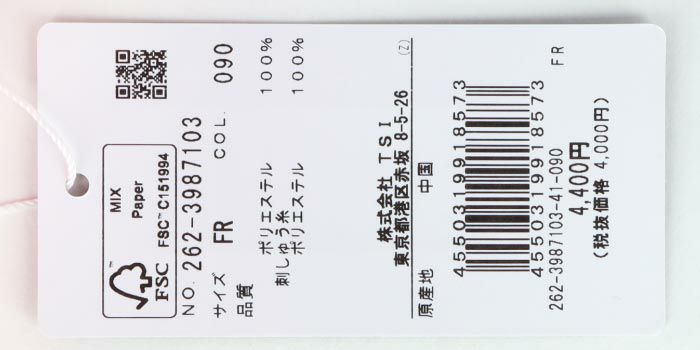 MIX
Paper
FSC™ C151994
FSC
NO. 262-3987103
サイズ FR COL. 090
品質
ポリエステル 100%
刺しゅう糸
ポリエステル 100%
株式会社 TSI
東京都港区赤坂 8-5-26
(Z)
原産地 中国
4550319918573
4550319918573
262-3987103-41-090
FR
4,400円
(税抜価格 4,000円)